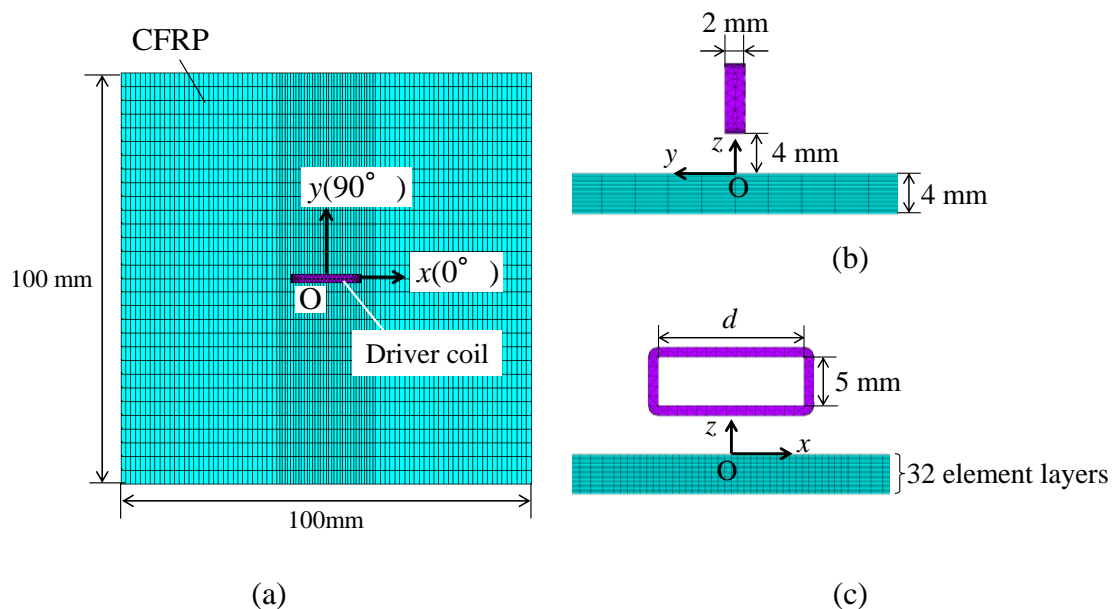 CFRP
y(90° )
100 mm
x(0° )
O
Driver coil
100mm
(a)
2 mm
z
4 mm
y
O
4 mm
(b)
d
5 mm
z
x
O
32 element layers
(c)